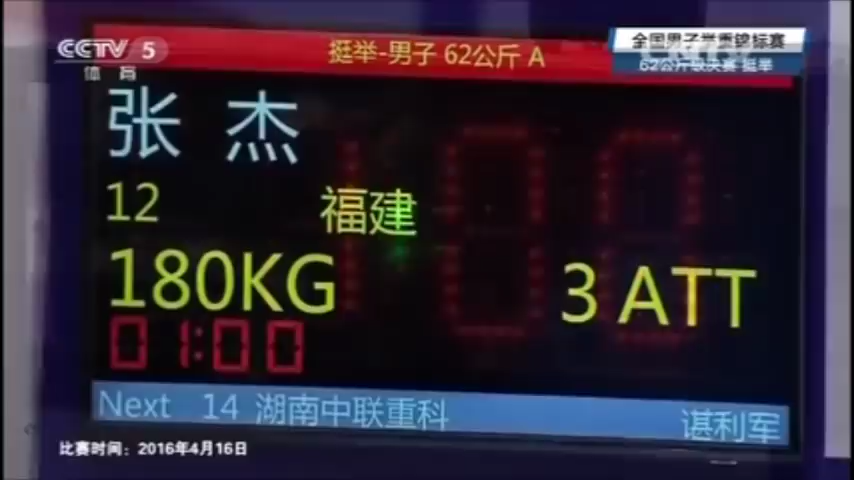 CCTV 5
体育
挺举-男子 62公斤 A
全国男子举重锦标赛
62公斤级决赛 挺举
张 杰
12 福建
180KG 3 ATT
01:00
Next 14 湖南中联重科 谌利军
比赛时间：2016年4月16日